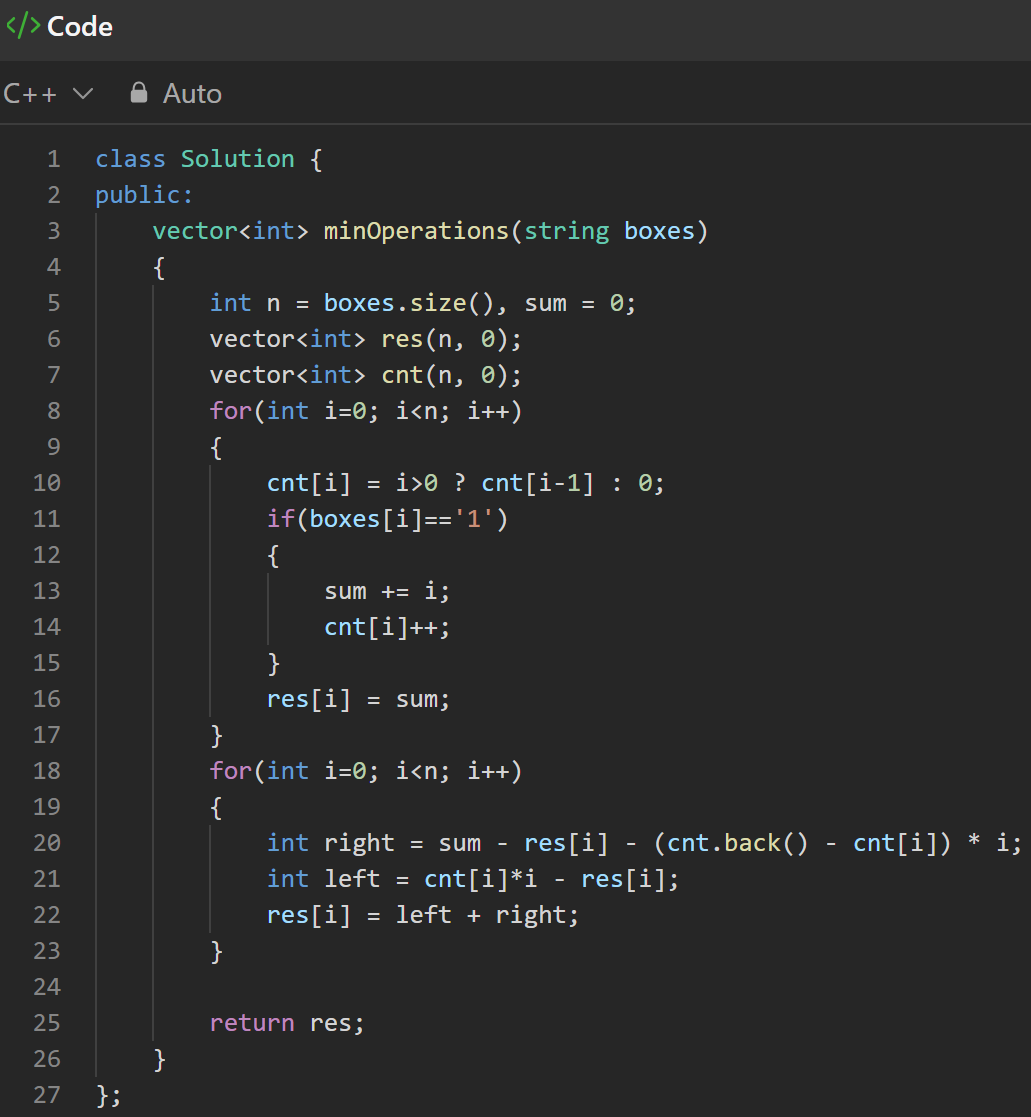 </> Code
C++ Auto
1 class Solution {
2 public:
3     vector<int> minOperations(string boxes)
4     {
5         int n = boxes.size(), sum = 0;
6         vector<int> res(n, 0);
7         vector<int> cnt(n, 0);
8         for(int i=0; i<n; i++)
9         {
10             cnt[i] = i>0 ? cnt[i-1] : 0;
11             if(boxes[i]=='1')
12             {
13                 sum += i;
14                 cnt[i]++;
15             }
16             res[i] = sum;
17         }
18         for(int i=0; i<n; i++)
19         {
20             int right = sum - res[i] - (cnt.back() - cnt[i]) * i;
21             int left = cnt[i]*i - res[i];
22             res[i] = left + right;
23         }
24
25         return res;
26     }
27 };